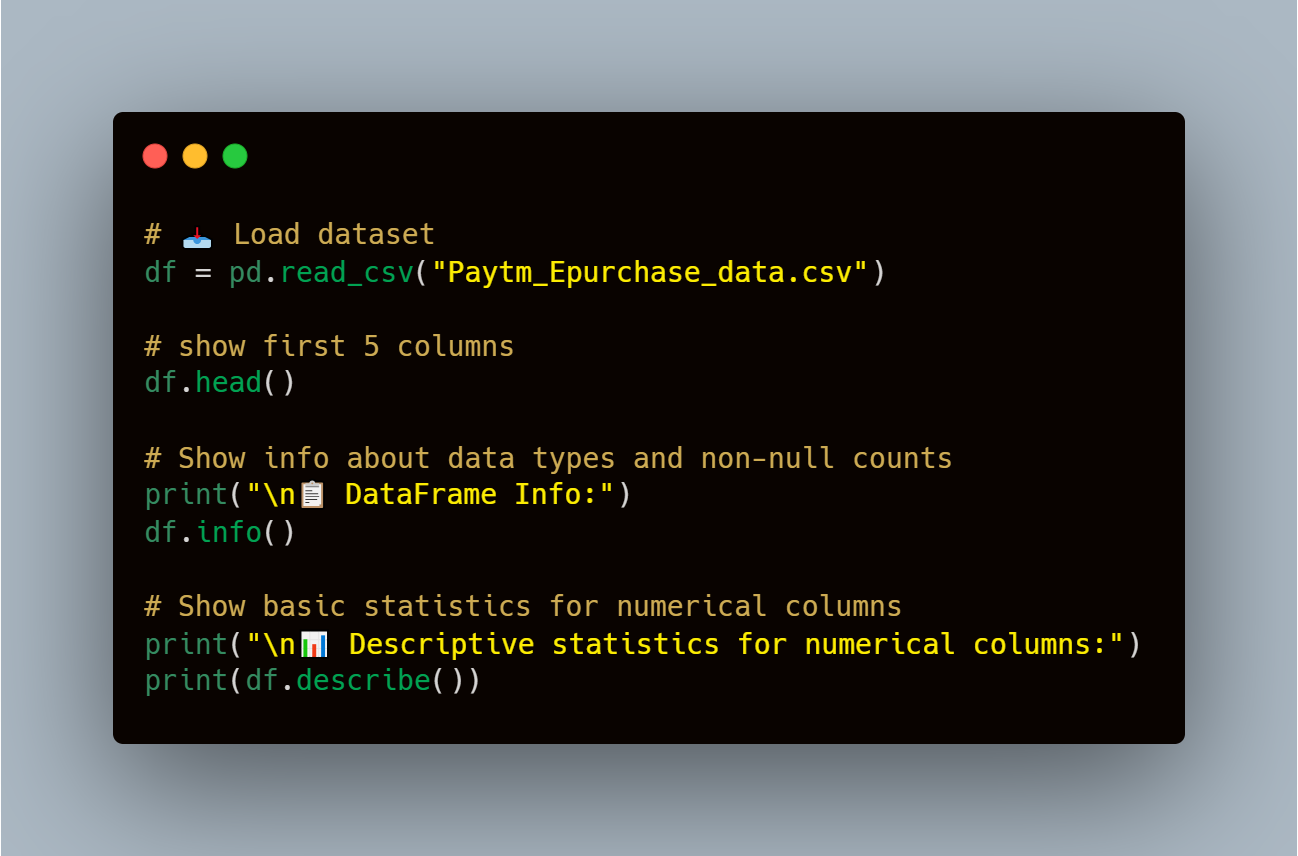 # 📥 Load dataset
df = pd.read_csv("Paytm_Epurchase_data.csv")
# show first 5 columns
df.head()
# Show info about data types and non-null counts
print("\n📋 DataFrame Info:")
df.info()
# Show basic statistics for numerical columns
print("\n📊 Descriptive statistics for numerical columns:")
print(df.describe())